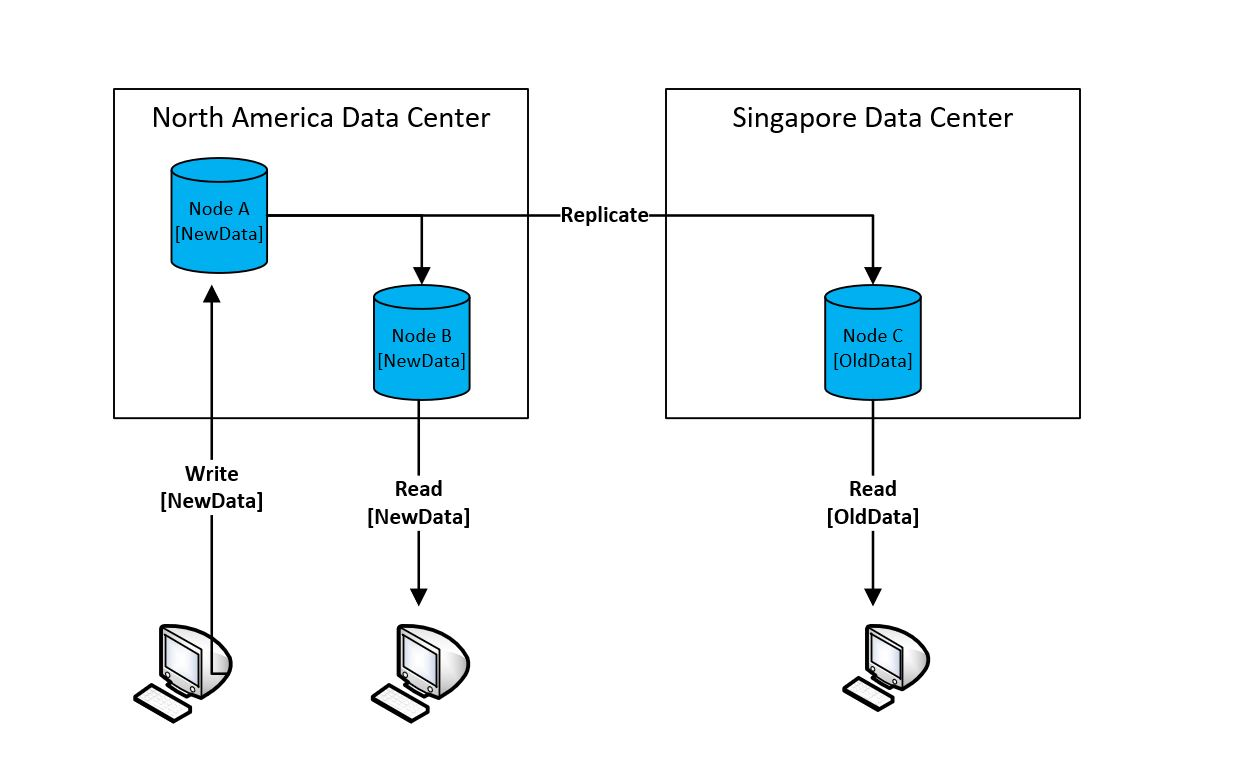 North America Data Center
Singapore Data Center
Node A
[NewData]
Replicate
Node B
[NewData]
Node C
[OldData]
Write
[NewData]
Read
[NewData]
Read
[OldData]